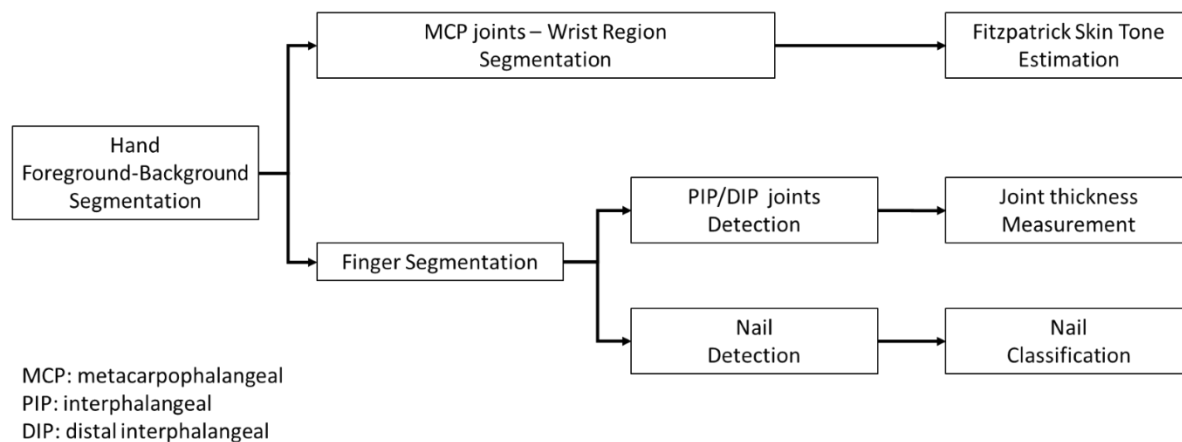 MCP joints – Wrist Region
Segmentation
Fitzpatrick Skin Tone
Estimation
Hand
Foreground-Background
Segmentation
PIP/DIP joints
Detection
Joint thickness
Measurement
Finger Segmentation
Nail
Detection
Nail
Classification
MCP: metacarpophalangeal
PIP: interphalangeal
DIP: distal interphalangeal